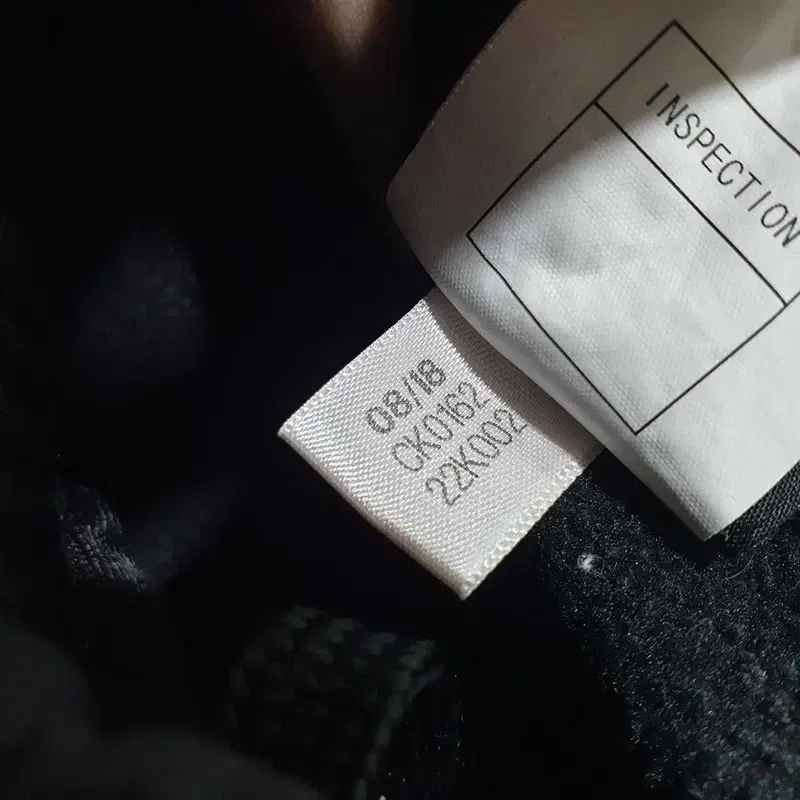 INSPECTION
08/18
CK0162
22K002